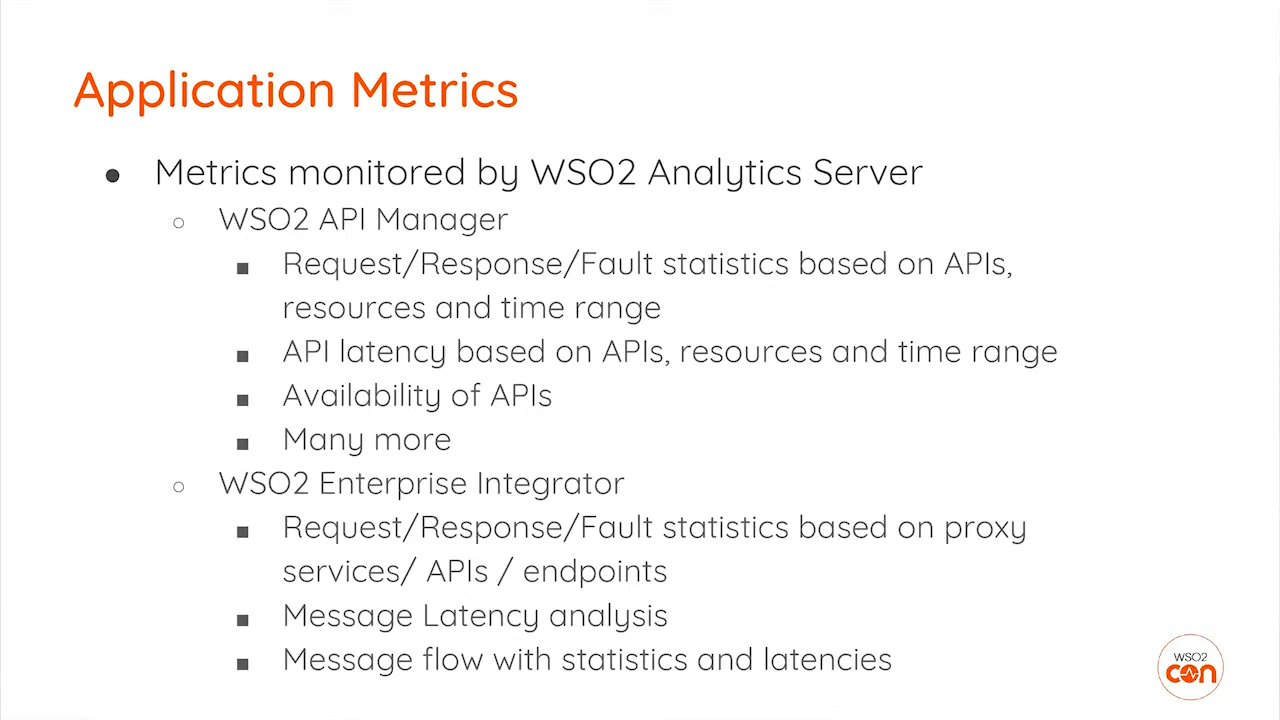 Application Metrics
● Metrics monitored by WSO2 Analytics Server
○ WSO2 API Manager
■ Request/Response/Fault statistics based on APIs,
resources and time range
■ API latency based on APIs, resources and time range
■ Availability of APIs
■ Many more
○ WSO2 Enterprise Integrator
■ Request/Response/Fault statistics based on proxy
services/ APIs / endpoints
■ Message Latency analysis
■ Message flow with statistics and latencies
WSO2
con